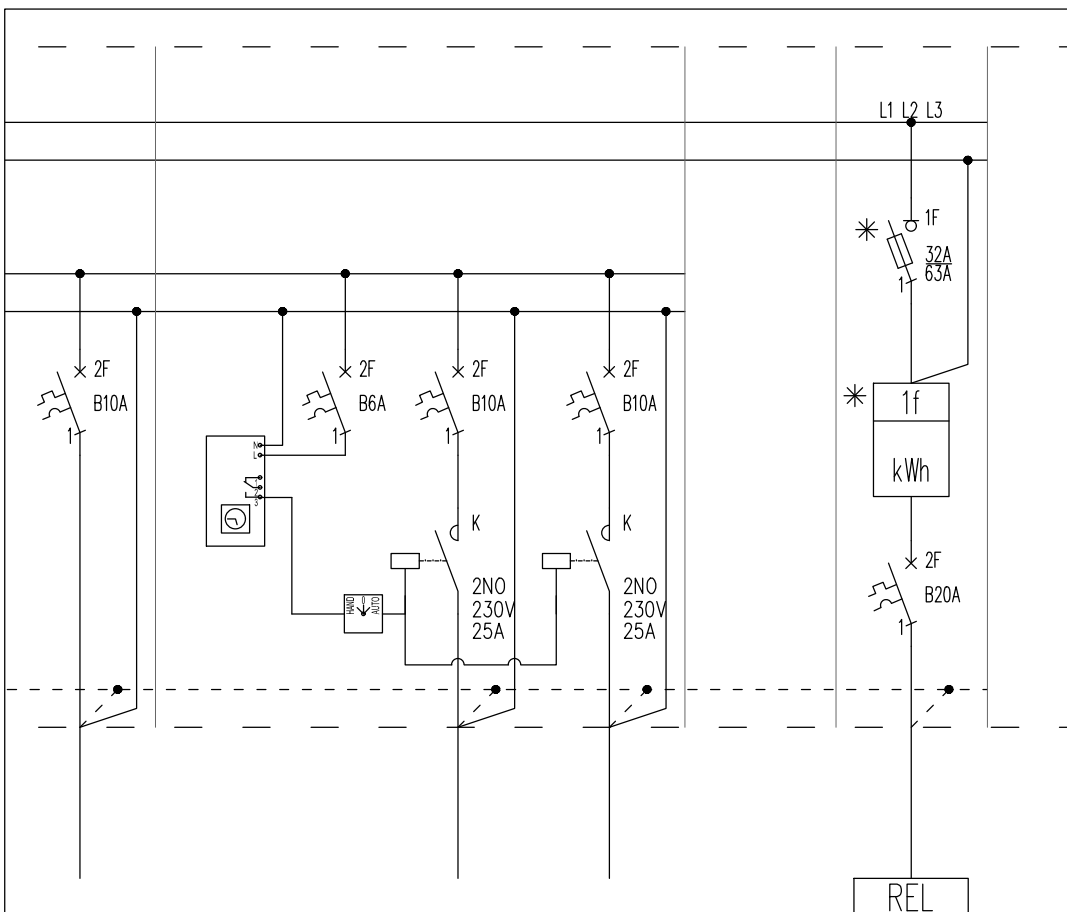 L1 L2 L3
1F
32A
63A
1
2F
B10A
1
2F
B6A
1
2F
B10A
1
2F
B10A
1
1f
kWh
N
L
1
2
3
K
2NO
230V
25A
K
2NO
230V
25A
HAND
0
AUTO
2F
B20A
1
REL